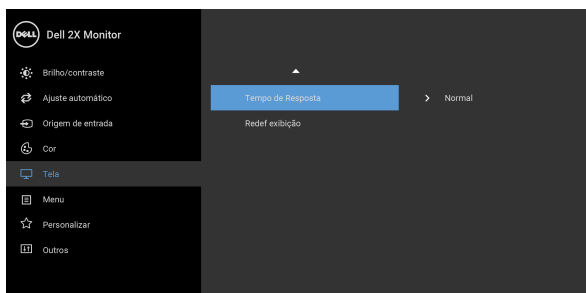 DELL Dell 2X Monitor
Brilho/contraste
Ajuste automático
Tempo de Resposta Normal
Origem de entrada
Redef exibição
Cor
Tela
Menu
Personalizar
Outros